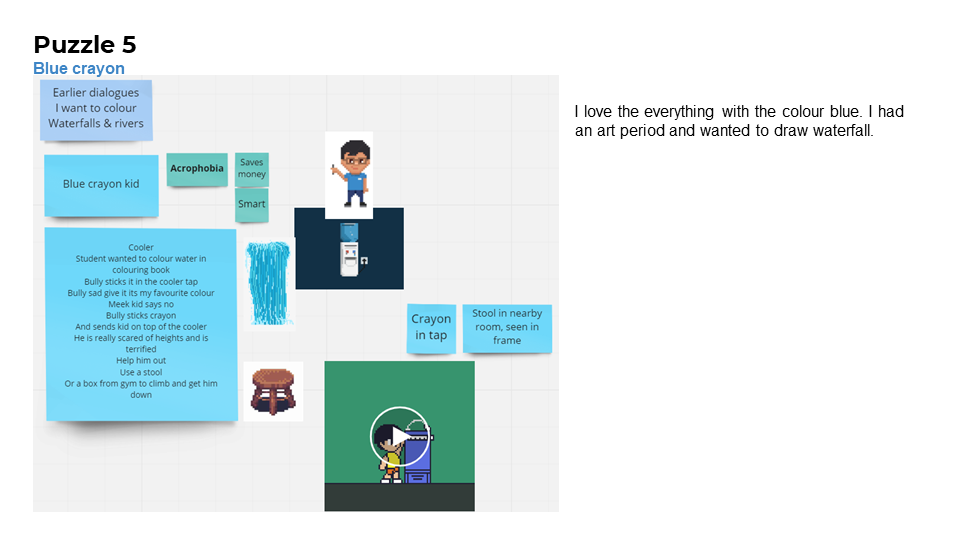 Puzzle 5
Blue crayon
Earlier dialogues
I want to colour
Waterfalls & rivers
Blue crayon kid
Acrophobia
Saves
money
Smart
Cooler
Student wanted to colour water in
colouring book
Bully sticks it in the cooler tap
Bully sad give it its my favourite colour
Meek kid says no
Bully sticks crayon
And sends kid on top of the cooler
He is really scared of heights and is
terrified
Help him out
Use a stool
Or a box from gym to climb and get him
down
Crayon
in tap
Stool in nearby
room, seen in
frame
I love the everything with the colour blue. I had
an art period and wanted to draw waterfall.